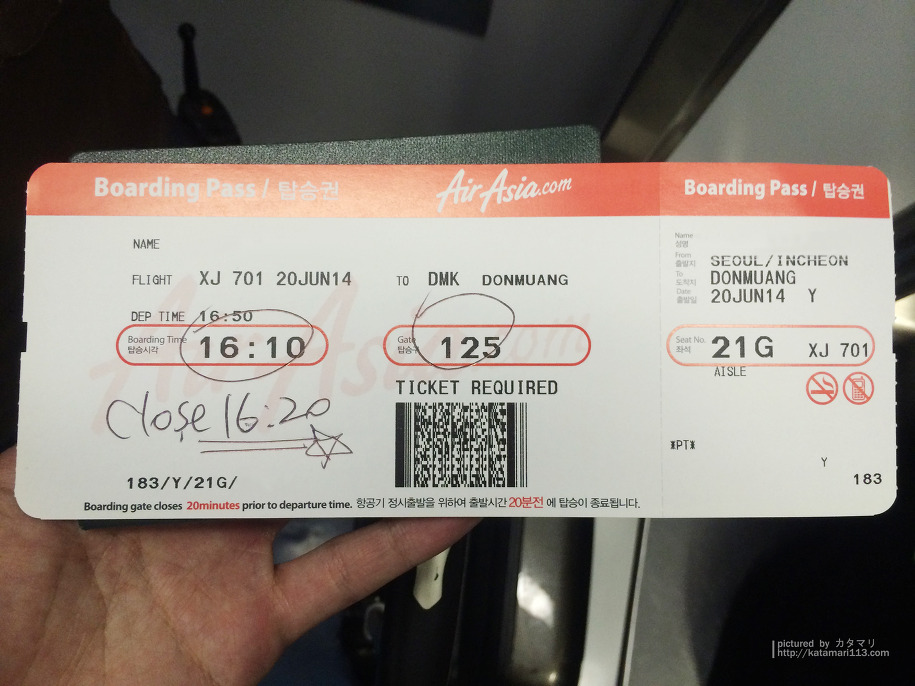 Boarding Pass / 탑승권
AirAsia.com
Boarding Pass / 탑승권
NAME
FLIGHT XJ 701 20JUN14 TO DMK DONMUANG
DEP TIME 16:50
Boarding Time
탑승시각
16:10
Gate
125
TICKET REQUIRED
close 16:20
183/Y/21G/
Boarding gate closes 20minutes prior to departure time. 항공기 정시출발을 위하여 출발시간 20분전 에 탑승이 종료됩니다.
Name
성명
From
출발지
SEOUL/INCHEON
To
도착지
DONMUANG
Date
출발일
20JUN14 Y
Seat No.
좌석
21G XJ 701
AISLE
*PT*
Y
183
pictured by カタマリ
http://katamari113.com